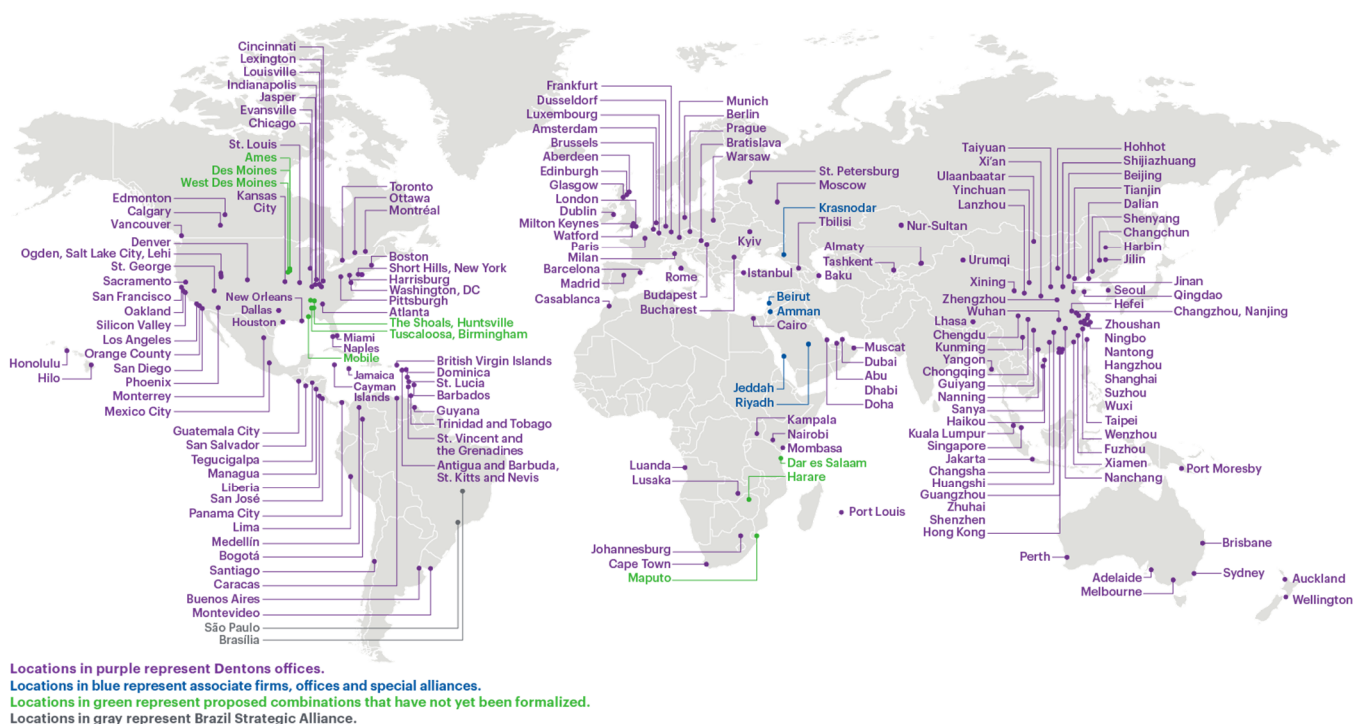 Cincinnati
Lexington
Louisville
Indianapolis
Jasper
Evansville
Chicago
St. Louis
Ames
Des Moines
West Des Moines
Kansas
City
Edmonton
Calgary
Vancouver
Denver
Ogden, Salt Lake City, Lehi
St. George
Sacramento
San Francisco
Oakland
Silicon Valley
Los Angeles
Orange County
San Diego
Phoenix
Monterrey
Mexico City
Honolulu
Hilo
New Orleans
Dallas
Houston
Toronto
Ottawa
Montréal
Boston
Short Hills, New York
Harrisburg
Washington, DC
Pittsburgh
Atlanta
The Shoals, Huntsville
Tuscaloosa, Birmingham
Miami
Naples
Mobile
Jamaica
Cayman
Islands
British Virgin Islands
Dominica
St. Lucia
Barbados
Guyana
Trinidad and Tobago
St. Vincent and
the Grenadines
Antigua and Barbuda,
St. Kitts and Nevis
Guatemala City
San Salvador
Tegucigalpa
Managua
Liberia
San José
Panama City
Lima
Medellín
Bogotá
Santiago
Caracas
Buenos Aires
Montevideo
São Paulo
Brasília
Frankfurt
Dusseldorf
Luxembourg
Amsterdam
Brussels
Aberdeen
Edinburgh
Glasgow
London
Dublin
Milton Keynes
Watford
Paris
Milan
Barcelona
Madrid
Casablanca
Munich
Berlin
Prague
Bratislava
Warsaw
St. Petersburg
Moscow
Krasnodar
Tbilisi
Kyiv
Istanbul
Baku
Rome
Budapest
Bucharest
Beirut
Amman
Cairo
Nur-Sultan
Almaty
Tashkent
Muscat
Dubai
Abu
Dhabi
Doha
Jeddah
Riyadh
Kampala
Nairobi
Mombasa
Dar es Salaam
Harare
Luanda
Lusaka
Port Louis
Johannesburg
Cape Town
Maputo
Taiyuan
Xi'an
Ulaanbaatar
Yinchuan
Lanzhou
Urumqi
Xining
Zhengzhou
Wuhan
Lhasa
Chengdu
Kunming
Yangon
Chongqing
Guiyang
Nanning
Sanya
Haikou
Kuala Lumpur
Singapore
Jakarta
Changsha
Huangshi
Guangzhou
Zhuhai
Shenzhen
Hong Kong
Hohhot
Shijiazhuang
Beijing
Tianjin
Dalian
Shenyang
Changchun
Harbin
Jilin
Jinan
Seoul
Qingdao
Hefei
Changzhou, Nanjing
Zhoushan
Ningbo
Nantong
Hangzhou
Shanghai
Suzhou
Wuxi
Taipei
Wenzhou
Fuzhou
Xiamen
Nanchang
Port Moresby
Perth
Brisbane
Adelaide
Sydney
Melbourne
Auckland
Wellington
Locations in purple represent Dentons offices.
Locations in blue represent associate firms, offices and special alliances.
Locations in green represent proposed combinations that have not yet been formalized.
Locations in gray represent Brazil Strategic Alliance.